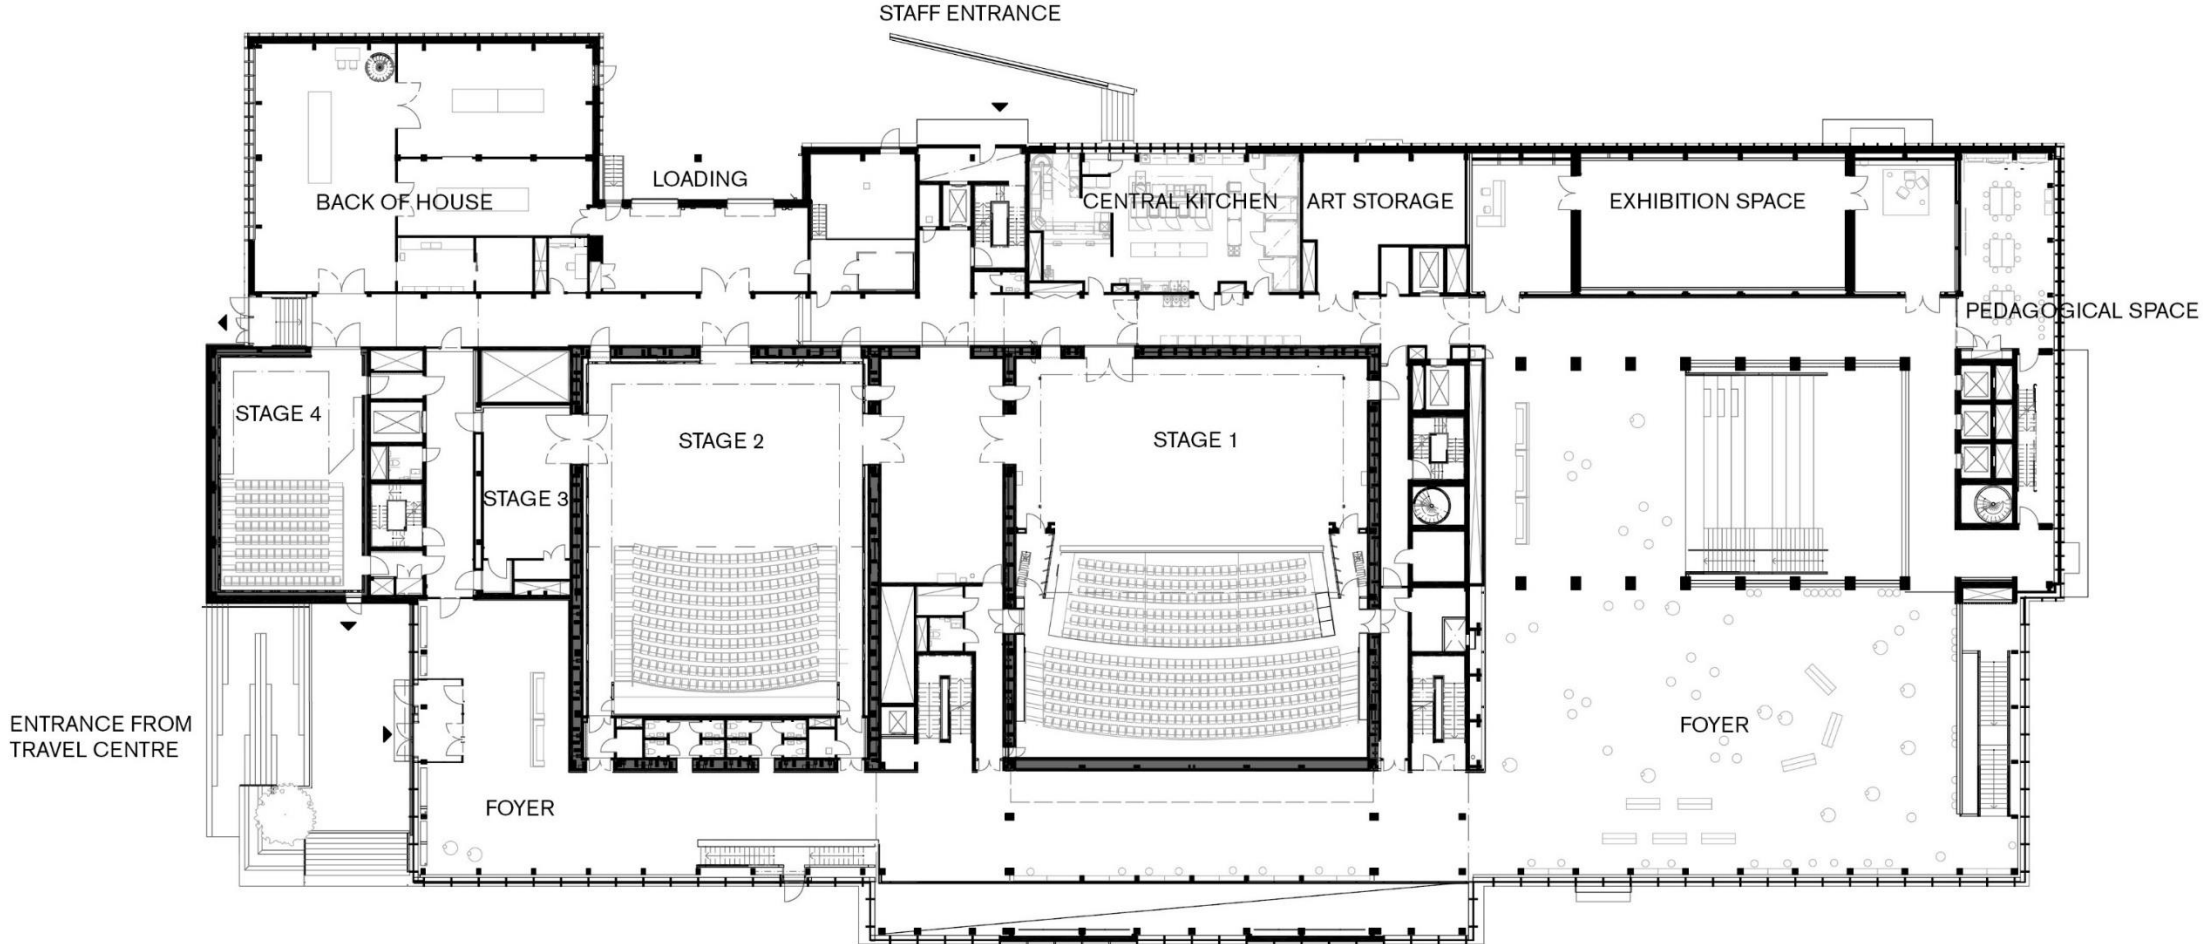 STAFF ENTRANCE
LOADING
BACK OF HOUSE
CENTRAL KITCHEN
ART STORAGE
EXHIBITION SPACE
PEDAGOGICAL SPACE
STAGE 4
STAGE 2
STAGE 1
STAGE 3
ENTRANCE FROM
TRAVEL CENTRE
FOYER
FOYER